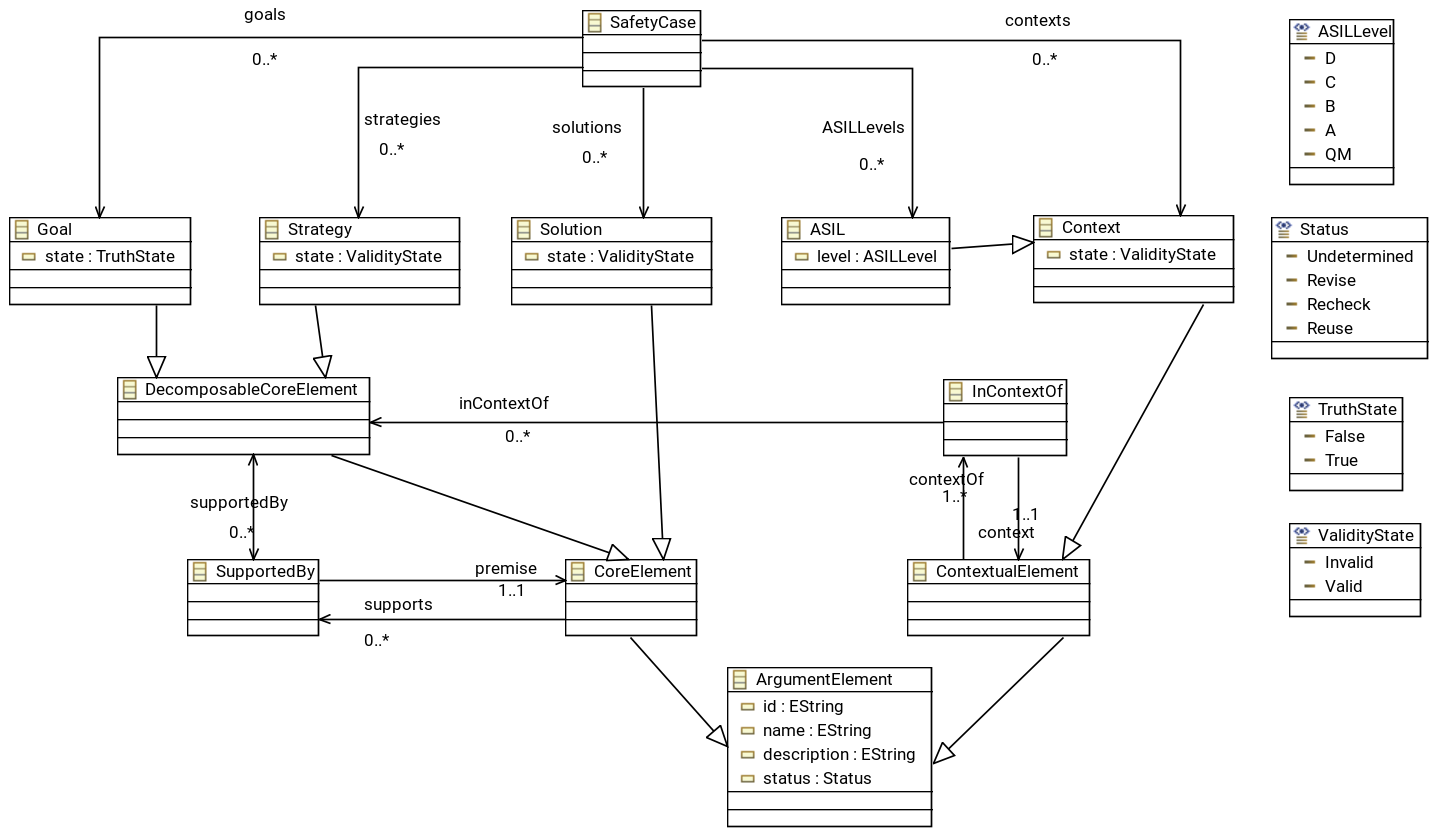 goals
SafetyCase
contexts
0..*
0..*
strategies
0..*
solutions
0..*
ASILLevels
0..*
ASILLevel
D
C
B
A
QM
Goal
state : TruthState
Strategy
state : ValidityState
Solution
state : ValidityState
ASIL
level : ASILLevel
Context
state : ValidityState
Status
Undetermined
Revise
Recheck
Reuse
DecomposableCoreElement
inContextOf
0..*
InContextOf
TruthState
False
True
supportedBy
0..*
contextOf
1..*
1..1
context
ValidityState
Invalid
Valid
SupportedBy
premise
1..1
supports
0..*
CoreElement
ContextualElement
ArgumentElement
id : EString
name : EString
description : EString
status : Status